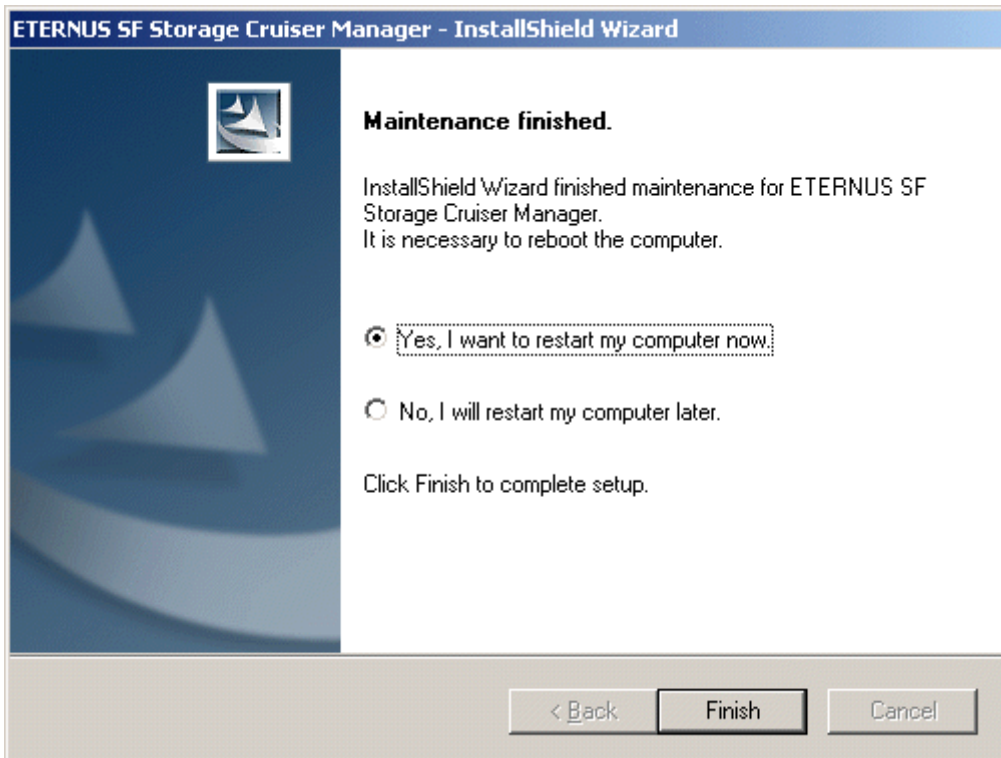 ETERNUS SF Storage Cruiser Manager - InstallShield Wizard
Maintenance finished.
InstallShield Wizard finished maintenance for ETERNUS SF
Storage Cruiser Manager.
It is necessary to reboot the computer.
Yes, I want to restart my computer now.
No, I will restart my computer later.
Click Finish to complete setup.
< Back
Finish
Cancel